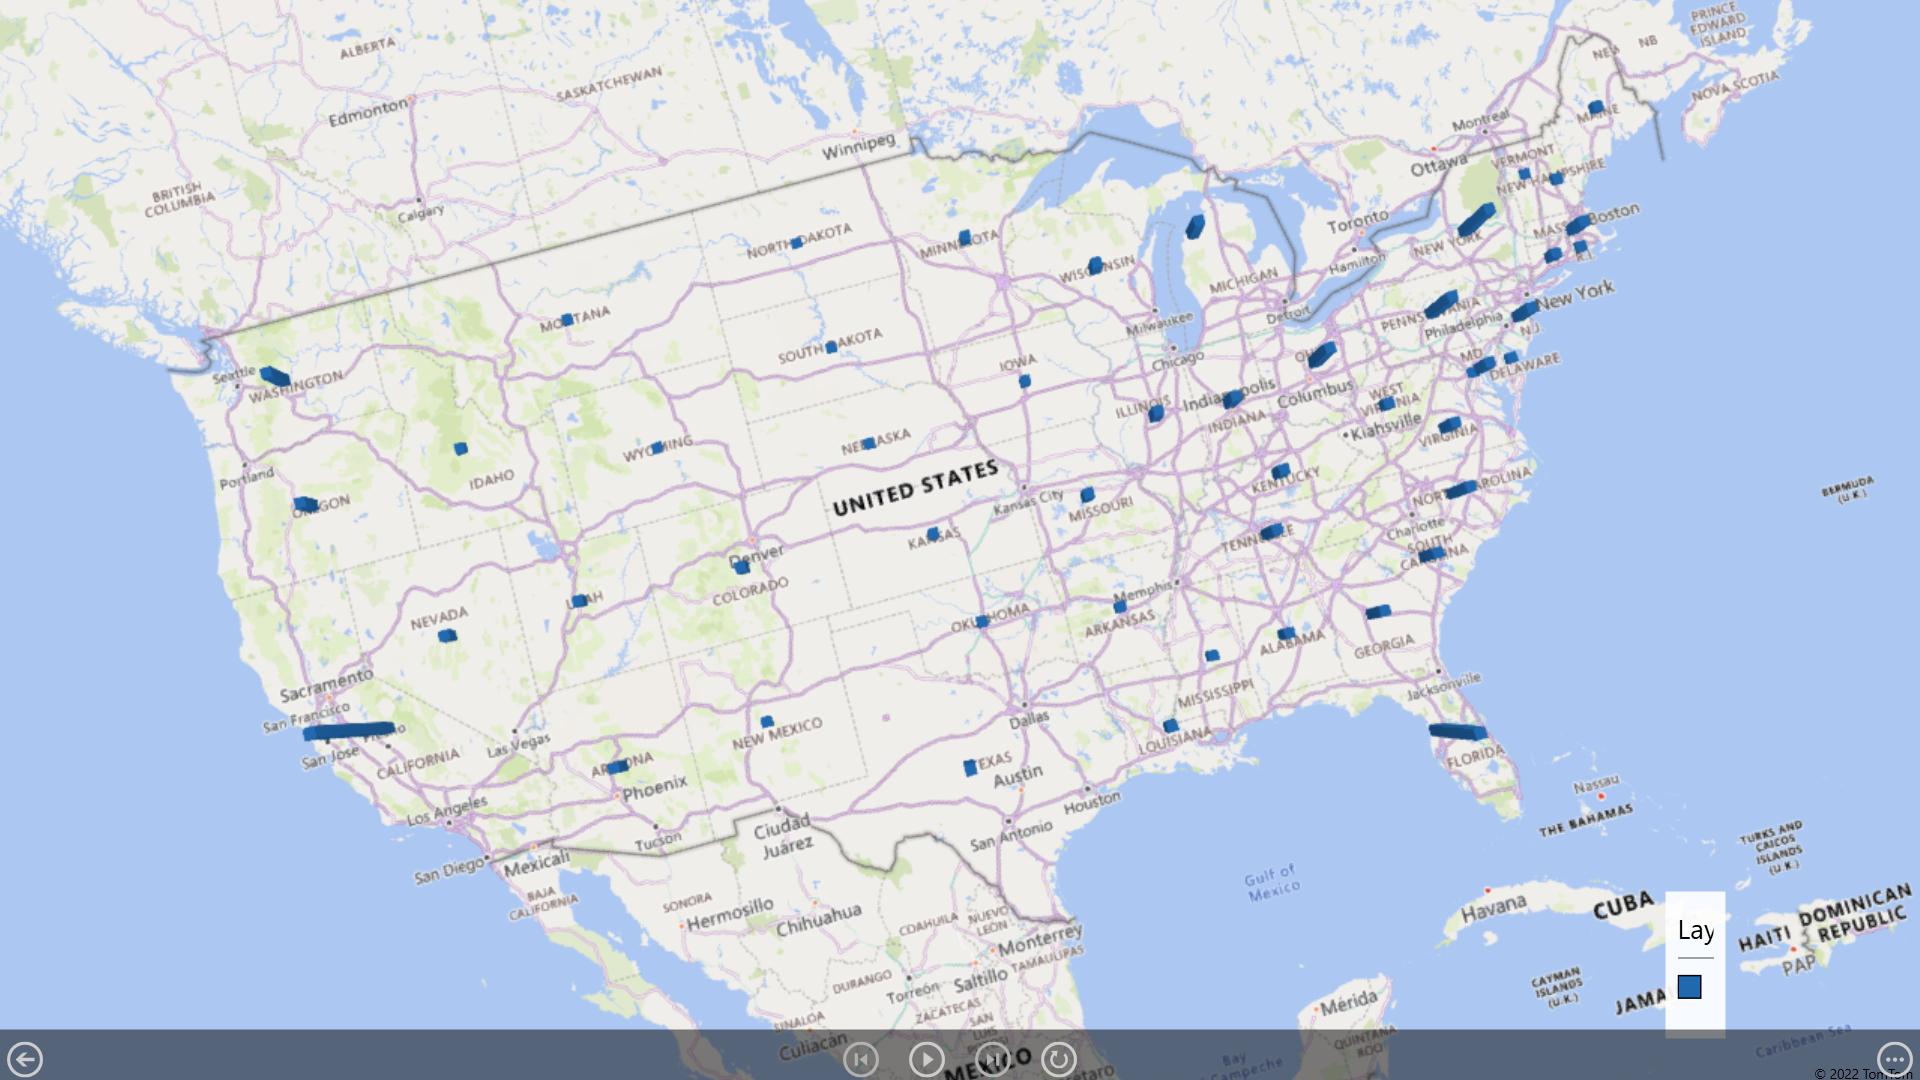 PRINCE
EDWARD
ISLAND
NB
ALBERTA
SASKATCHEWAN
NOVA SCOTIA
Edmonton
MAINE
Montreal
Winnipeg
Ottawa
VERMONT
NEW HAMPSHIRE
BRITISH
COLUMBIA
Calgary
Boston
Toronto
NORTH DAKOTA
MINNESOTA
NEW YORK
R.I.
Hamilton
WISCONSIN
MICHIGAN
New York
MONTANA
Detroit
Milwaukee
Philadelphia
N.J.
SOUTH DAKOTA
Chicago
IOWA
MD.
DELAWARE
Seattle
WASHINGTON
Columbus
WEST
ILLINOIS
INDIANA
Kiahsville
VIRGINIA
WYOMING
NEBRASKA
IDAHO
Portland
UNITED STATES
KENTUCKY
BERMUDA
(U.K.)
Kansas City
MISSOURI
OREGON
Charlotte
KANSAS
SOUTH
CAROLINA
Denver
COLORADO
Memphis
NEVADA
OKLAHOMA
ARKANSAS
ALABAMA
GEORGIA
Sacramento
Jacksonville
San Francisco
MISSISSIPPI
Dallas
NEW MEXICO
Las Vegas
LOUISIANA
San Jose
CALIFORNIA
FLORIDA
TEXAS
Austin
Phoenix
Nassau
Houston
Los Angeles
THE BAHAMAS
Ciudad
Juárez
San Antonio
Tucson
TURKS AND
CAICOS
ISLANDS
(U.K.)
San Diego
Mexicali
Gulf of
Mexico
BAJA
CALIFORNIA
SONORA
Hermosillo
Chihuahua
COAHUILA
NUEVO
LEÓN
Havana
CUBA
DOMINICAN
REPUBLIC
HAITI
Lay
Monterrey
TAMAULIPAS
PAP
DURANGO
Saltillo
Torreón
CAYMAN
ISLANDS
(U.K.)
JAMA
Mérida
ZACATECAS
SINALOA
SAN
LUIS
Culiacán
QUINTANA
ROO
Caribbean Sea
MEXICO
Bay
Campeche
© 2022 TomTom